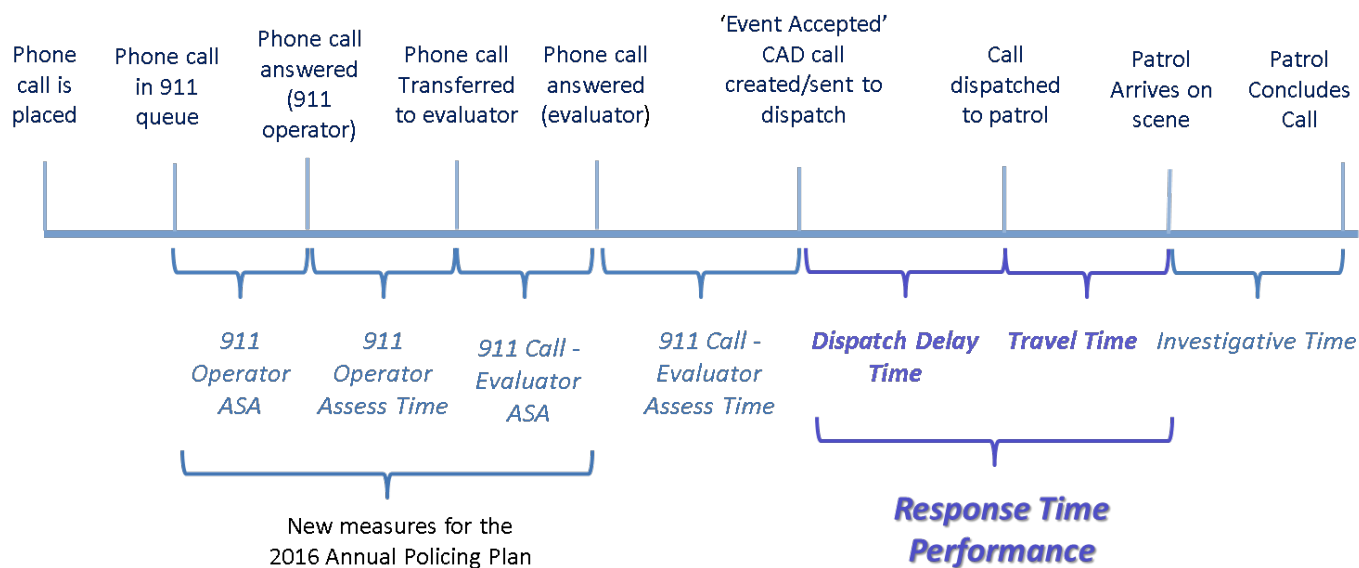 Phone
call is
placed
Phone call
in 911
queue
Phone call
answered
(911
operator)
Phone call
Transferred
to evaluator
Phone call
answered
(evaluator)
‘Event Accepted’
CAD call
created/sent to
dispatch
Call
dispatched
to patrol
Patrol
Arrives on
scene
Patrol
Concludes
Call
911
Operator
ASA
911
Operator
Assess Time
911 Call -
Evaluator
ASA
911 Call -
Evaluator
Assess Time
Dispatch Delay
Time
Travel Time
Investigative Time
New measures for the
2016 Annual Policing Plan
Response Time
Performance